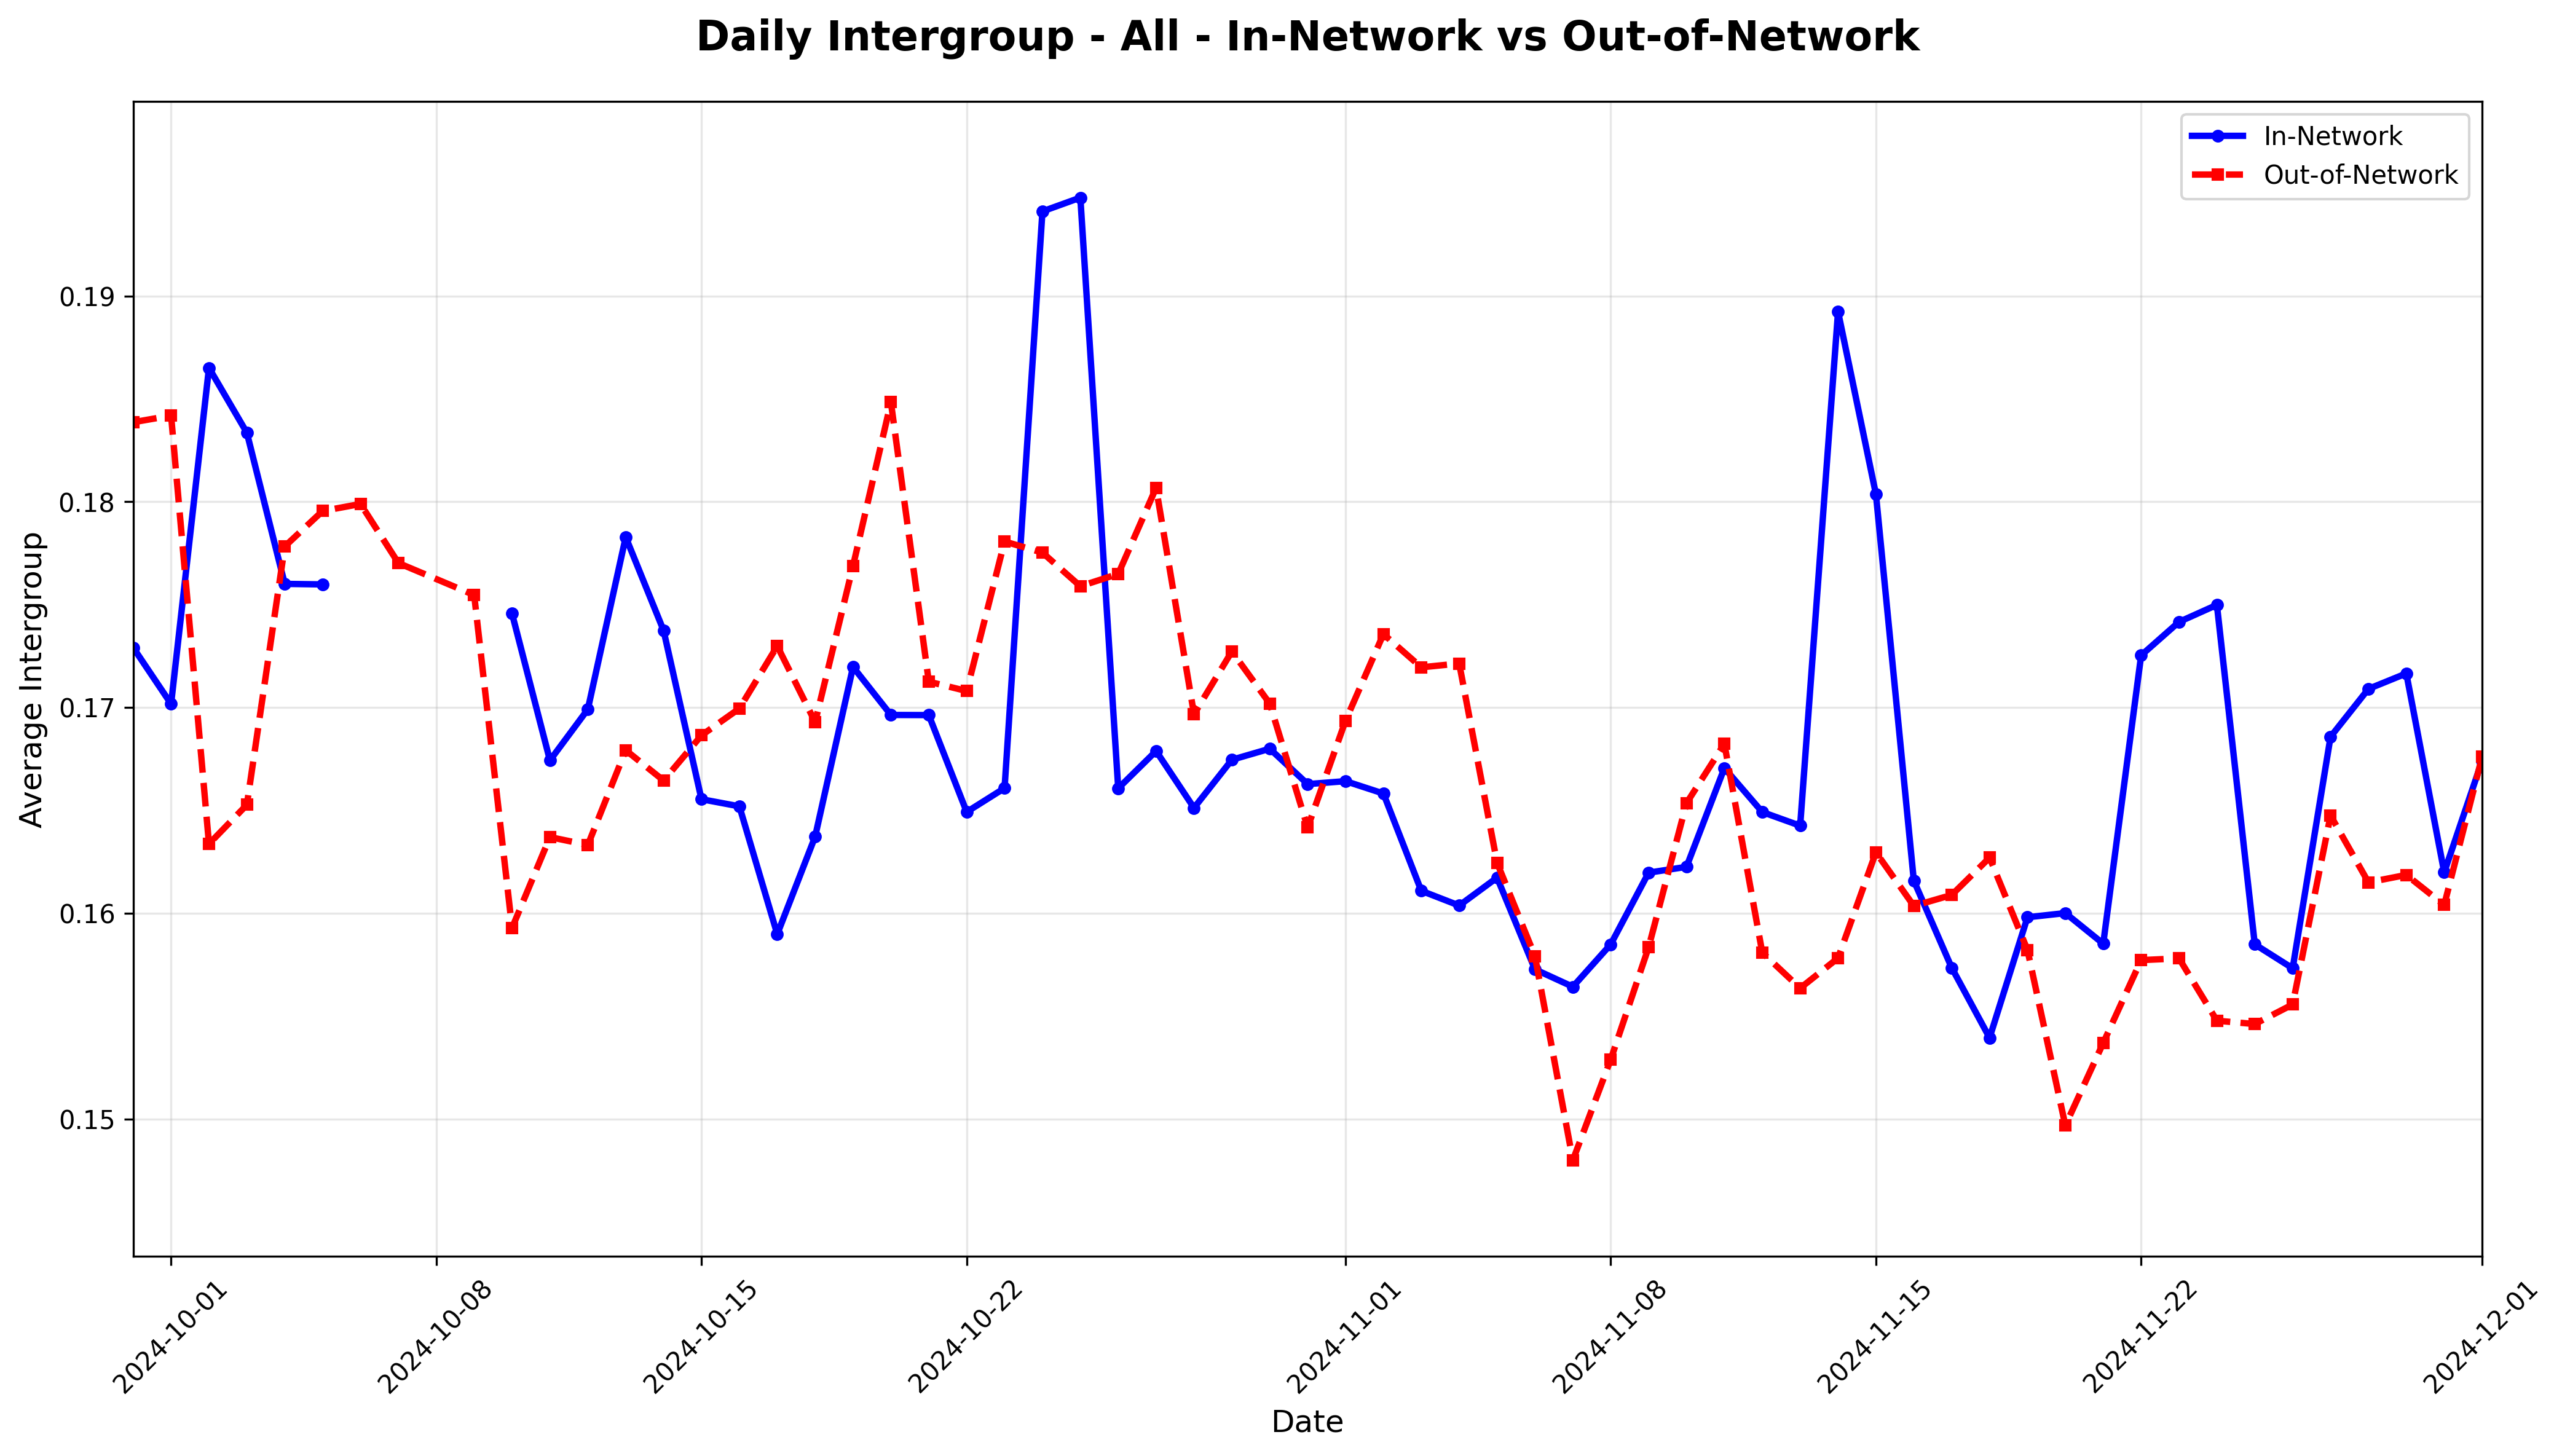 Daily Intergroup - All - In-Network vs Out-of-Network
In-Network
Out-of-Network
Average Intergroup
0.19
0.18
0.17
0.16
0.15
2024-10-01
2024-10-08
2024-10-15
2024-10-22
2024-11-01
2024-11-08
2024-11-15
2024-11-22
2024-12-01
Date